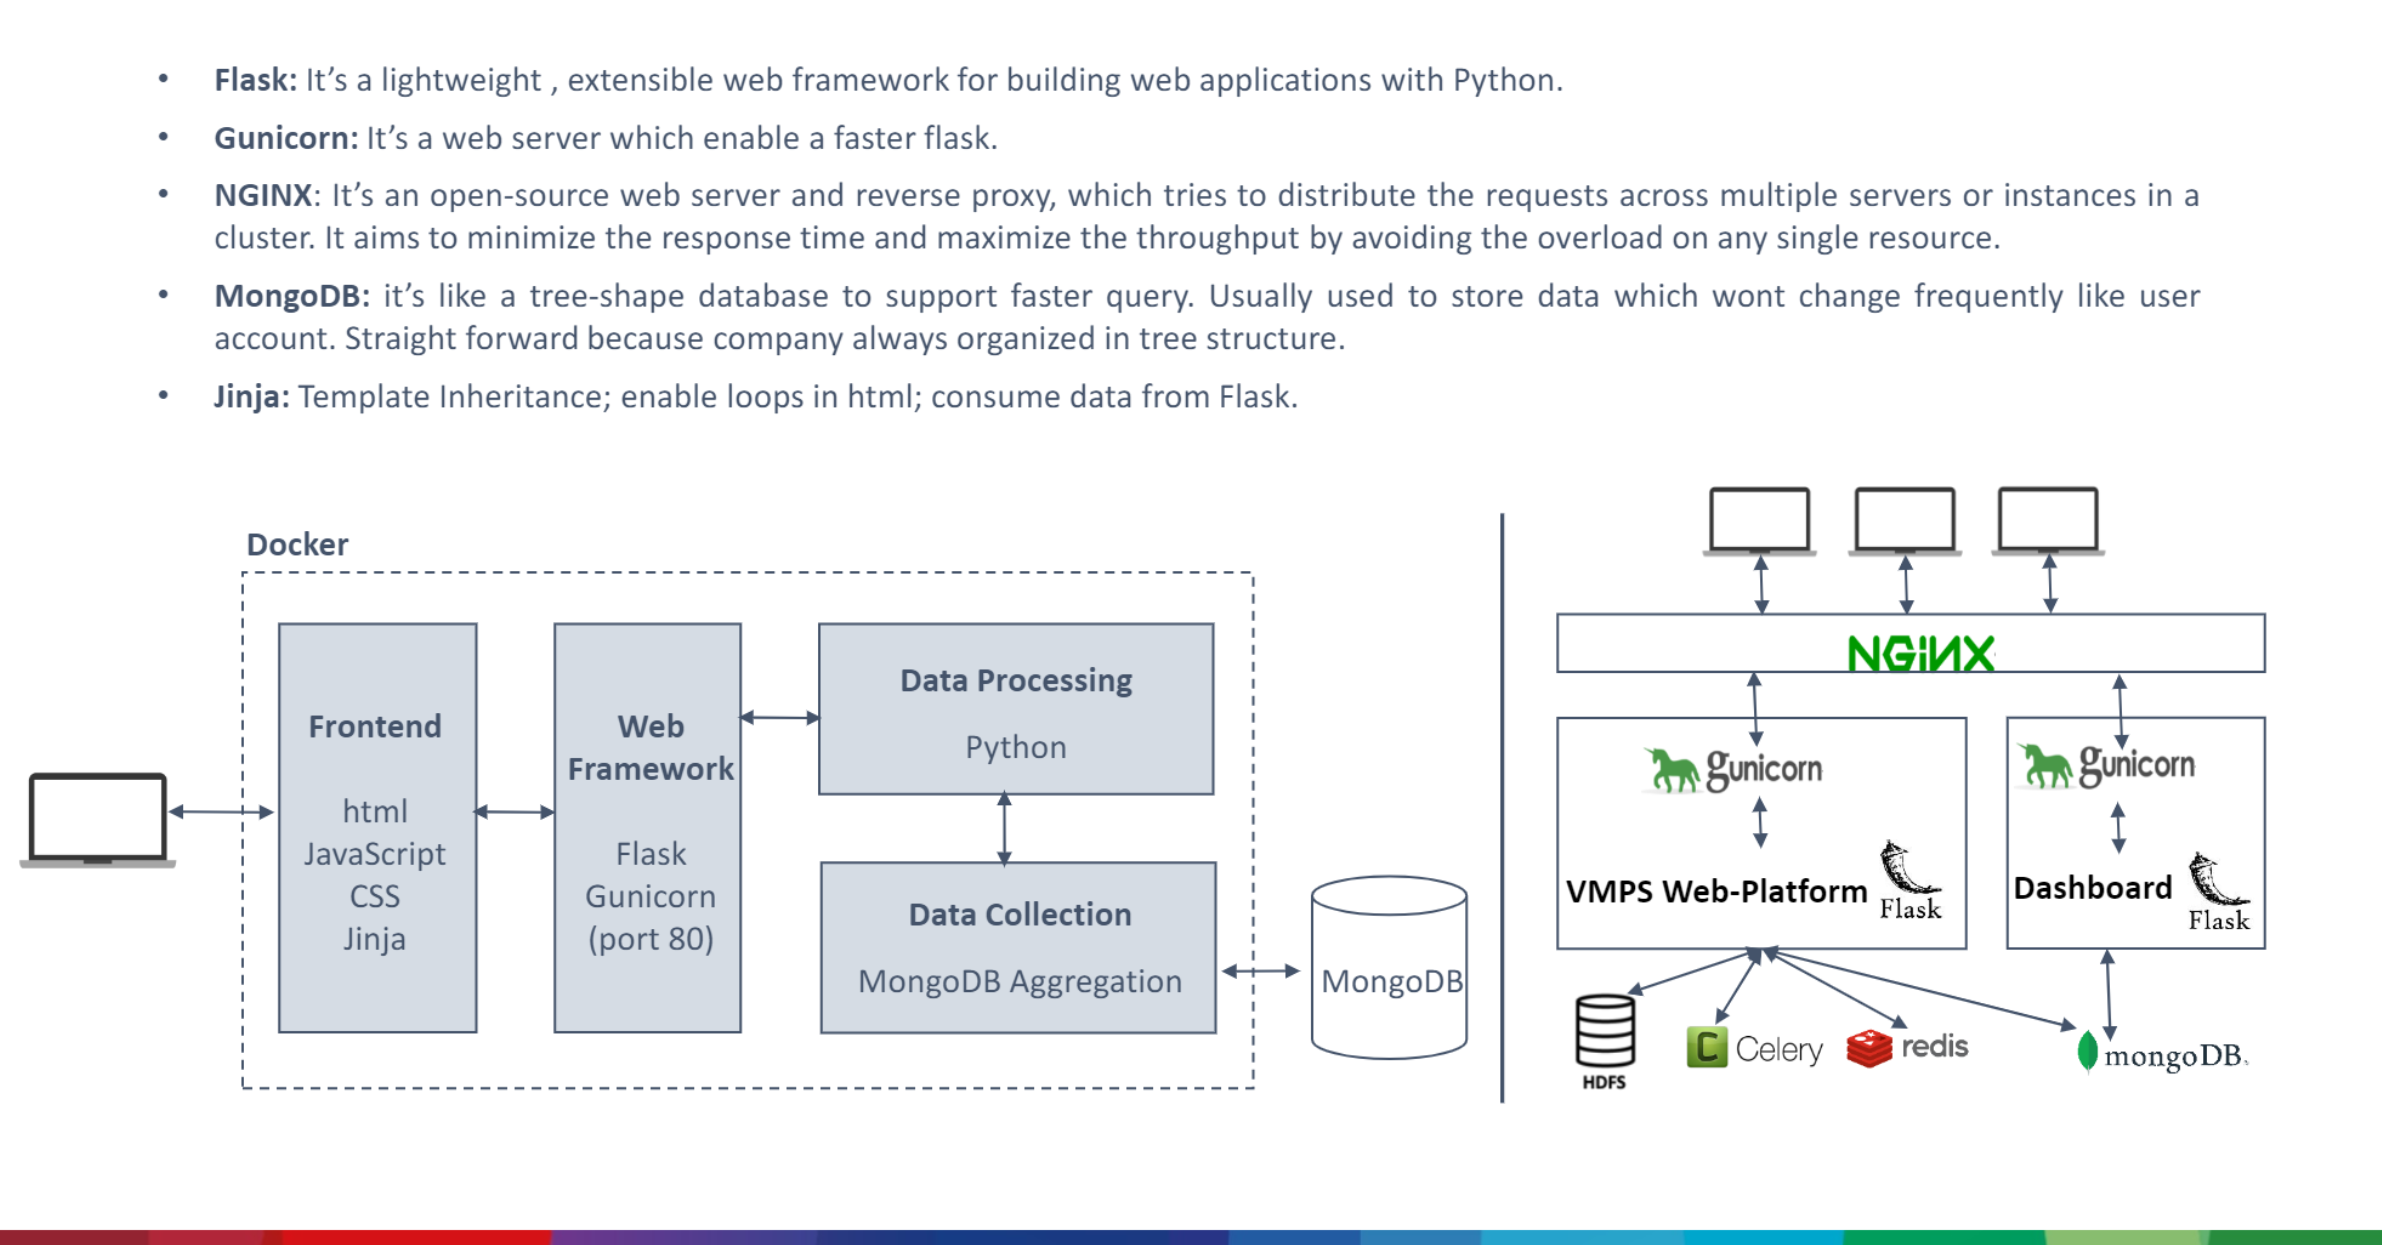 • Flask: It’s a lightweight , extensible web framework for building web applications with Python.
• Gunicorn: It’s a web server which enable a faster flask.
• NGINX: It’s an open-source web server and reverse proxy, which tries to distribute the requests across multiple servers or instances in a
cluster. It aims to minimize the response time and maximize the throughput by avoiding the overload on any single resource.
• MongoDB: it’s like a tree-shape database to support faster query. Usually used to store data which wont change frequently like user
account. Straight forward because company always organized in tree structure.
• Jinja: Template Inheritance; enable loops in html; consume data from Flask.
Docker
Frontend
html
JavaScript
CSS
Jinja
Web
Framework
Flask
Gunicorn
(port 80)
Data Processing
Python
Data Collection
MongoDB Aggregation
MongoDB
NGiNX
gunicorn
VMPS Web-Platform
Flask
gunicorn
Dashboard
Flask
HDFS
C Celery
redis
mongoDB.